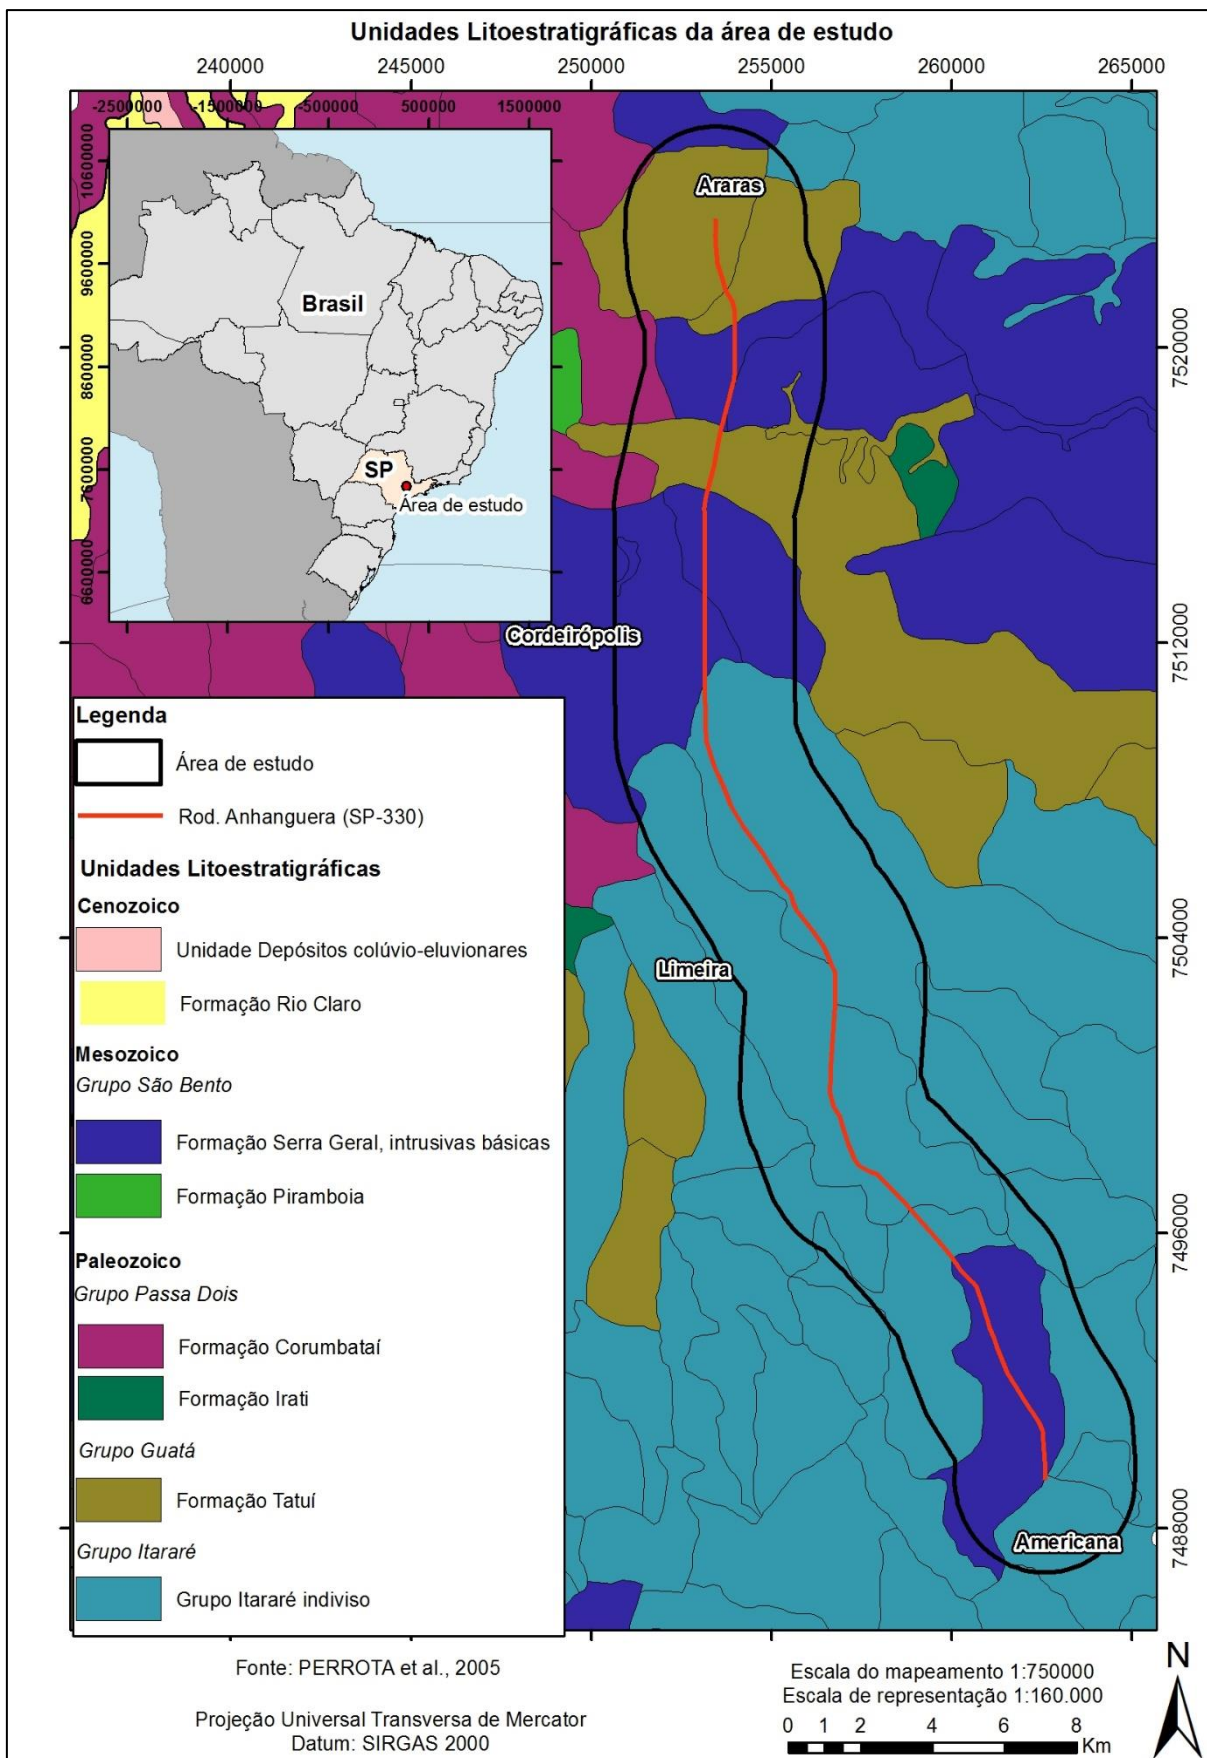 Unidades Litoestratigráficas da área de estudo
240000 245000 250000 255000 260000 265000
-2500000 -1500000 -500000 500000 1500000
10600000
9600000
8600000
7600000
6600000
Brasil
SP
Área de estudo
Araras
Cordeirópolis
Limeira
Americana
7520000
7512000
7504000
7496000
7488000
Legenda
Área de estudo
Rod. Anhanguera (SP-330)
Unidades Litoestratigráficas
Cenozoico
Unidade Depósitos colúvio-eluvionares
Formação Rio Claro
Mesozoico
Grupo São Bento
Formação Serra Geral, intrusivas básicas
Formação Piramboia
Paleozoico
Grupo Passa Dois
Formação Corumbataí
Formação Irati
Grupo Guatá
Formação Tatuí
Grupo Itararé
Grupo Itararé indiviso
Fonte: PERROTA et al., 2005
Projeção Universal Transversa de Mercator
Datum: SIRGAS 2000
Escala do mapeamento 1:750000
Escala de representação 1:160.000
0 1 2 4 6 8
Km
N